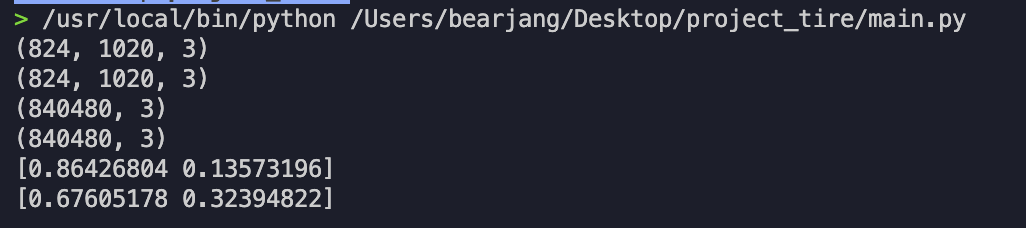 > /usr/local/bin/python /Users/bearjang/Desktop/project_tire/main.py
(824, 1020, 3)
(824, 1020, 3)
(840480, 3)
(840480, 3)
[0.86426804 0.13573196]
[0.67605178 0.32394822]